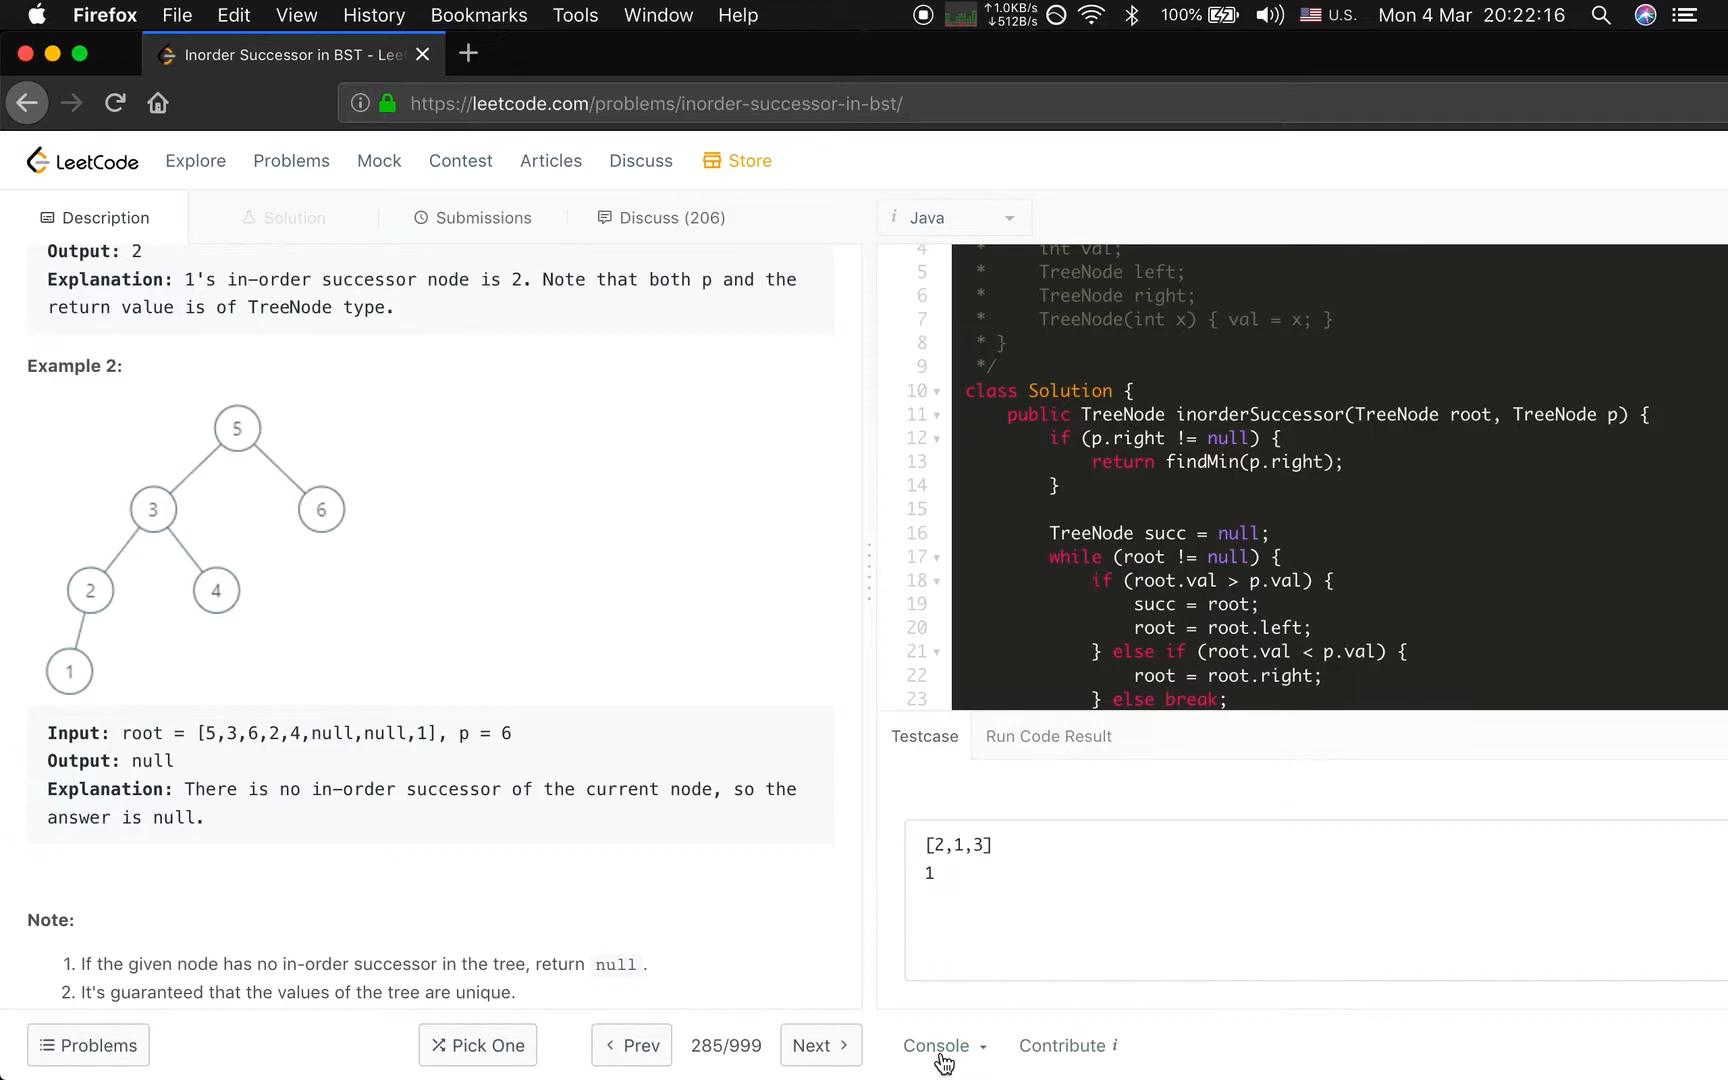 Firefox File Edit View History Bookmarks Tools Window Help
↑1.0KB/s
↓512B/s
100% U.S. Mon 4 Mar 20:22:16
Inorder Successor in BST - Lee
https://leetcode.com/problems/inorder-successor-in-bst/
LeetCode Explore Problems Mock Contest Articles Discuss Store
Description Solution Submissions Discuss (206)
Output: 2
Explanation: 1's in-order successor node is 2. Note that both p and the
return value is of TreeNode type.
Example 2:
5
3 6
2 4
1
Input: root = [5,3,6,2,4,null,null,1], p = 6
Output: null
Explanation: There is no in-order successor of the current node, so the
answer is null.
Note:
1. If the given node has no in-order successor in the tree, return null.
2. It's guaranteed that the values of the tree are unique.
Problems Pick One Prev 285/999 Next
i Java
4 * int val;
5 * TreeNode left;
6 * TreeNode right;
7 * TreeNode(int x) { val = x; }
8 * }
9 */
10 class Solution {
11 public TreeNode inorderSuccessor(TreeNode root, TreeNode p) {
12 if (p.right != null) {
13 return findMin(p.right);
14 }
15
16 TreeNode succ = null;
17 while (root != null) {
18 if (root.val > p.val) {
19 succ = root;
20 root = root.left;
21 } else if (root.val < p.val) {
22 root = root.right;
23 } else break;
Testcase Run Code Result
[2,1,3]
1
Console Contribute i